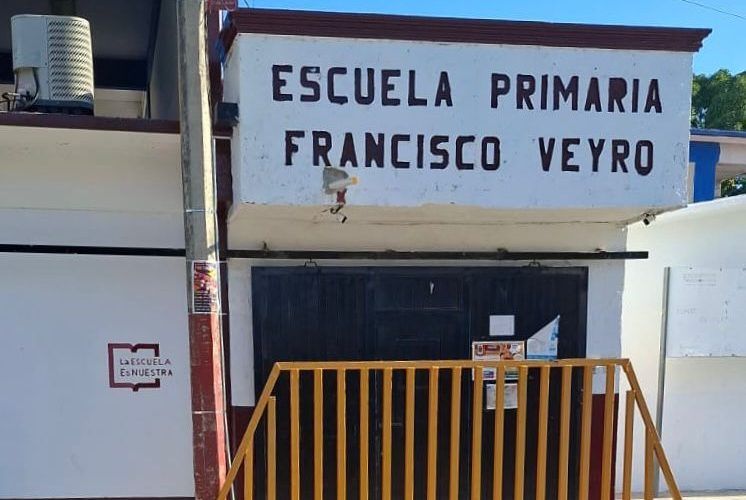 ESCUELA PRIMARIA
FRANCISCO VEYRO
La ESCUELA
Es NUESTRA